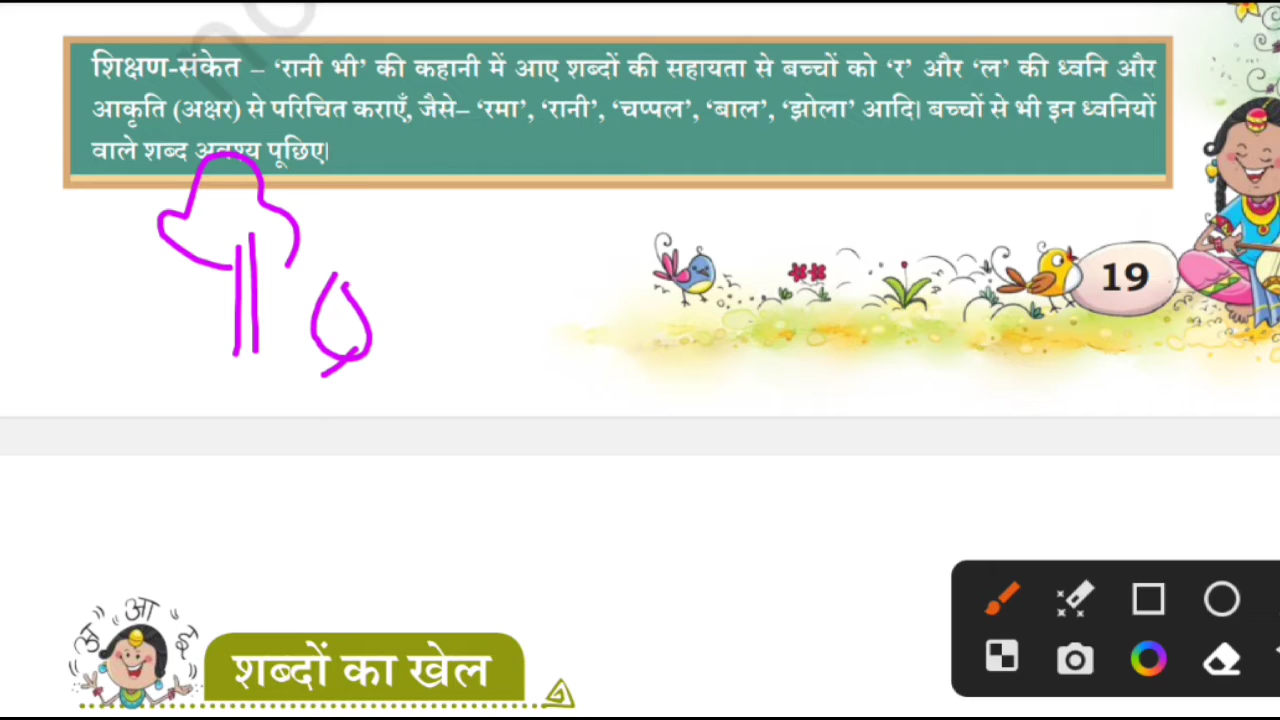 शिक्षण-संकेत – ‘रानी भी’ की कहानी में आए शब्दों की सहायता से बच्चों को ‘र’ और ‘ल’ की ध्वनि और
आकृति (अक्षर) से परिचित कराएँ, जैसे– ‘रमा’, ‘रानी’, ‘चप्पल’, ‘बाल’, ‘झोला’ आदि। बच्चों से भी इन ध्वनियों
वाले शब्द अवश्य पूछिए।
19
अ आ इ
शब्दों का खेल